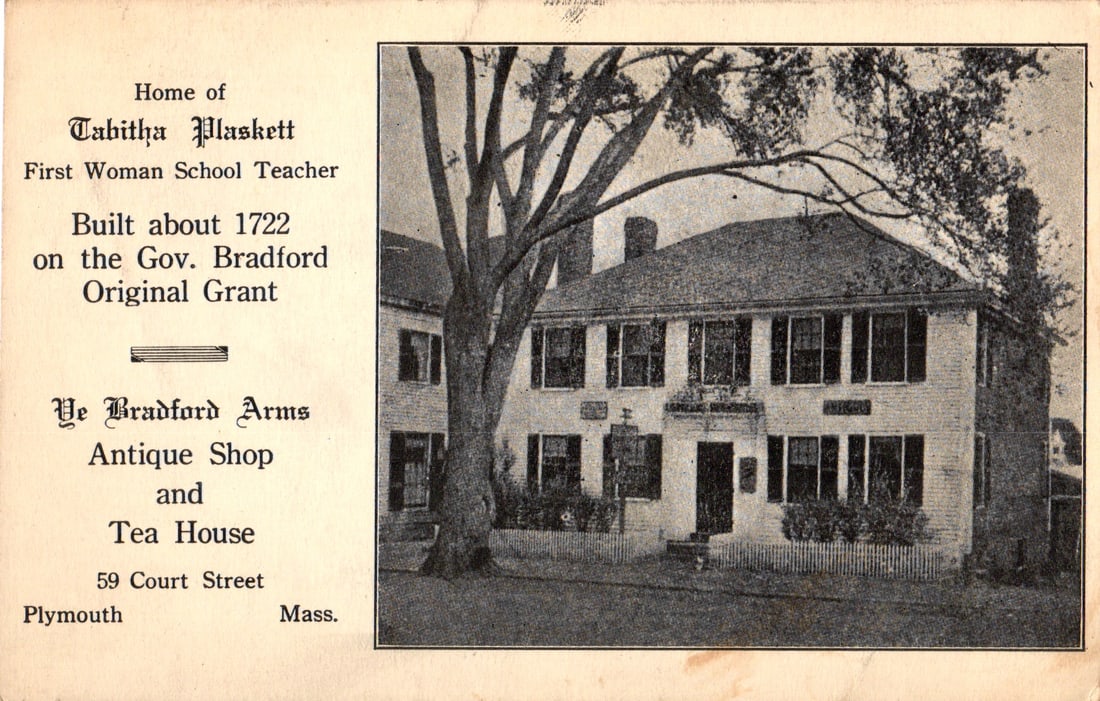 Home of
Tabitha Plaskett
First Woman School Teacher
Built about 1722
on the Gov. Bradford
Original Grant
Ye Bradford Arms
Antique Shop
and
Tea House
59 Court Street
Plymouth Mass.